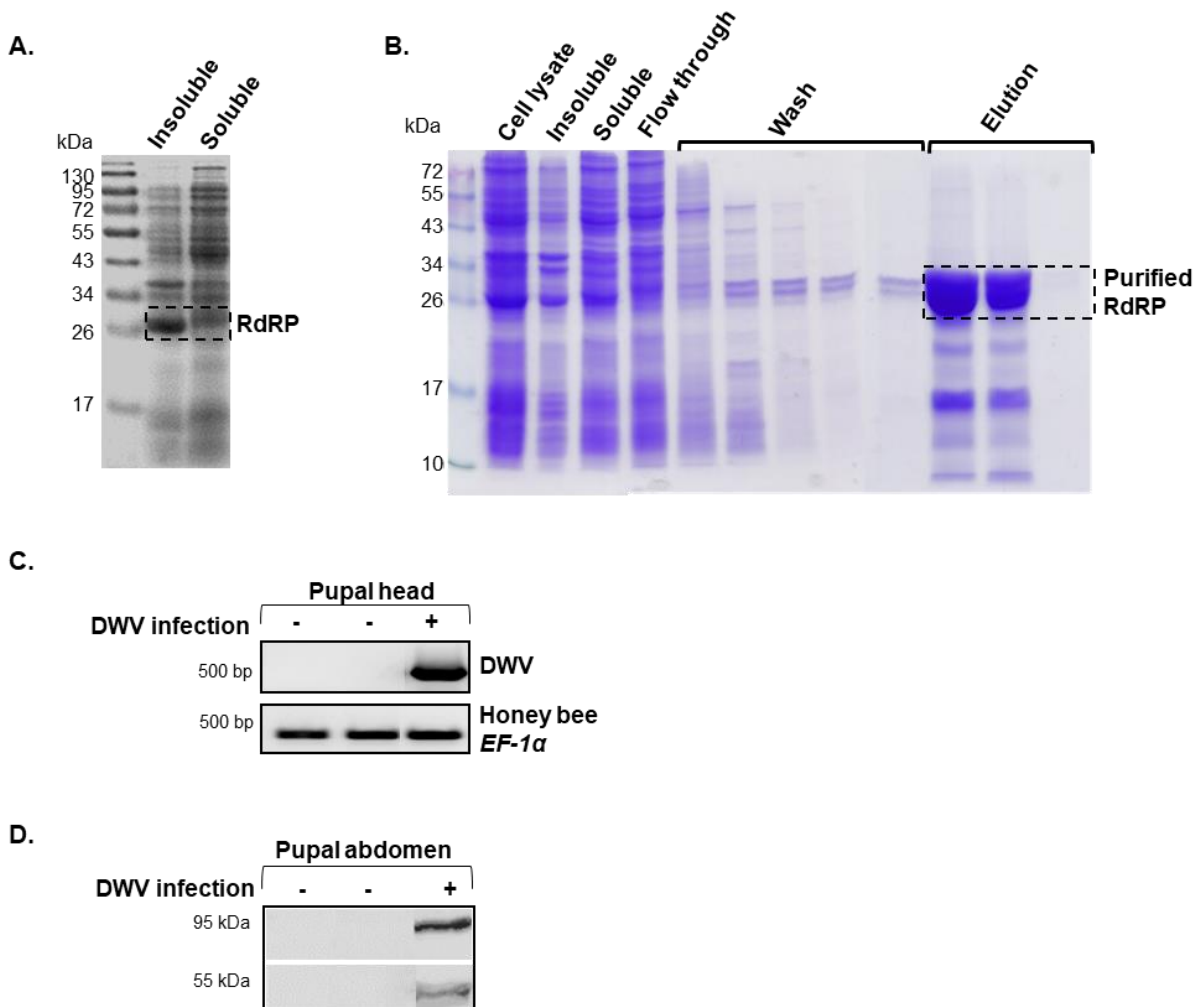 A.
Insoluble
Soluble
kDa
130
95
72
55
43
34
26
17
RdRP
B.
Cell lysate
Insoluble
Soluble
Flow through
Wash
Elution
kDa
72
55
43
34
26
17
10
Purified
RdRP
C.
Pupal head
DWV infection - - +
500 bp
DWV
500 bp
Honey bee
EF-1α
D.
Pupal abdomen
DWV infection - - +
95 kDa
55 kDa